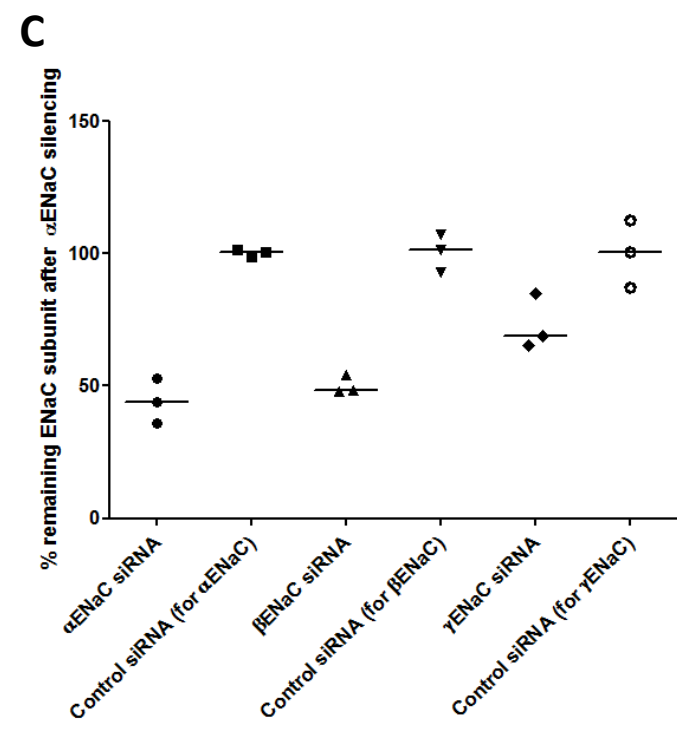 C
% remaining ENaC subunit after αENaC silencing
150
100
50
0
αENaC siRNA
Control siRNA (for αENaC)
βENaC siRNA
Control siRNA (for βENaC)
γENaC siRNA
Control siRNA (for γENaC)